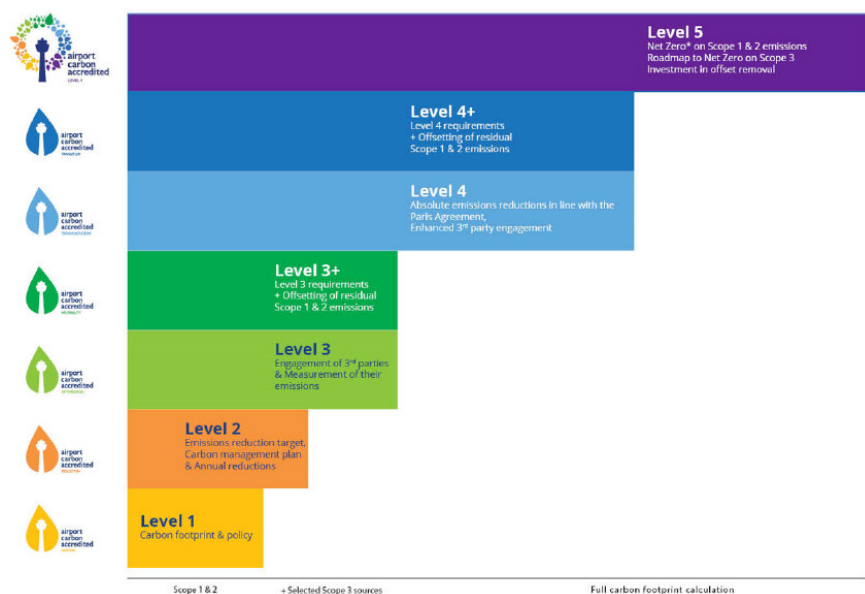 airport
carbon
accredited
Level 5
Net Zero* on Scope 1 & 2 emissions
Roadmap to Net Zero on Scope 3
Investment in offset removal
airport
carbon
accredited
Level 4+
Level 4 requirements
+ Offsetting of residual
Scope 1 & 2 emissions
airport
carbon
accredited
Level 4
Absolute emissions reductions in line with the
Paris Agreement,
Enhanced 3rd party engagement
airport
carbon
accredited
Level 3+
Level 3 requirements
+ Offsetting of residual
Scope 1 & 2 emissions
airport
carbon
accredited
Level 3
Engagement of 3rd parties
& Measurement of their
emissions
airport
carbon
accredited
Level 2
Emissions reduction target,
Carbon management plan
& Annual reductions
airport
carbon
accredited
Level 1
Carbon footprint & policy
Scope 1 & 2
+ Selected Scope 3 sources
Full carbon footprint calculation